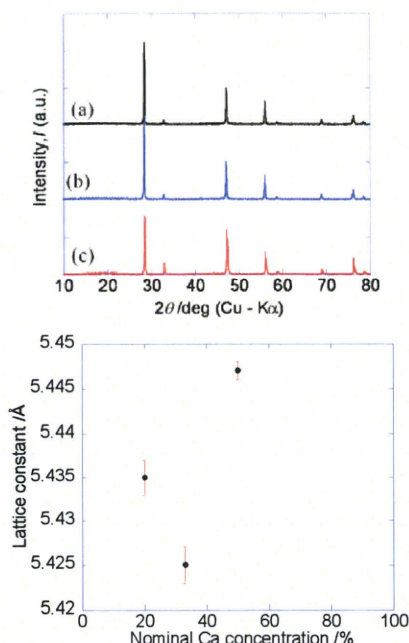 (a)
(b)
(c)
Intensity, I (a.u.)
10 20 30 40 50 60 70 80
2θ/deg (Cu - Kα)
5.45
5.445
5.44
5.435
5.43
5.425
5.42
Lattice constant /Å
0 20 40 60 80 100
Nominal Ca concentration /%